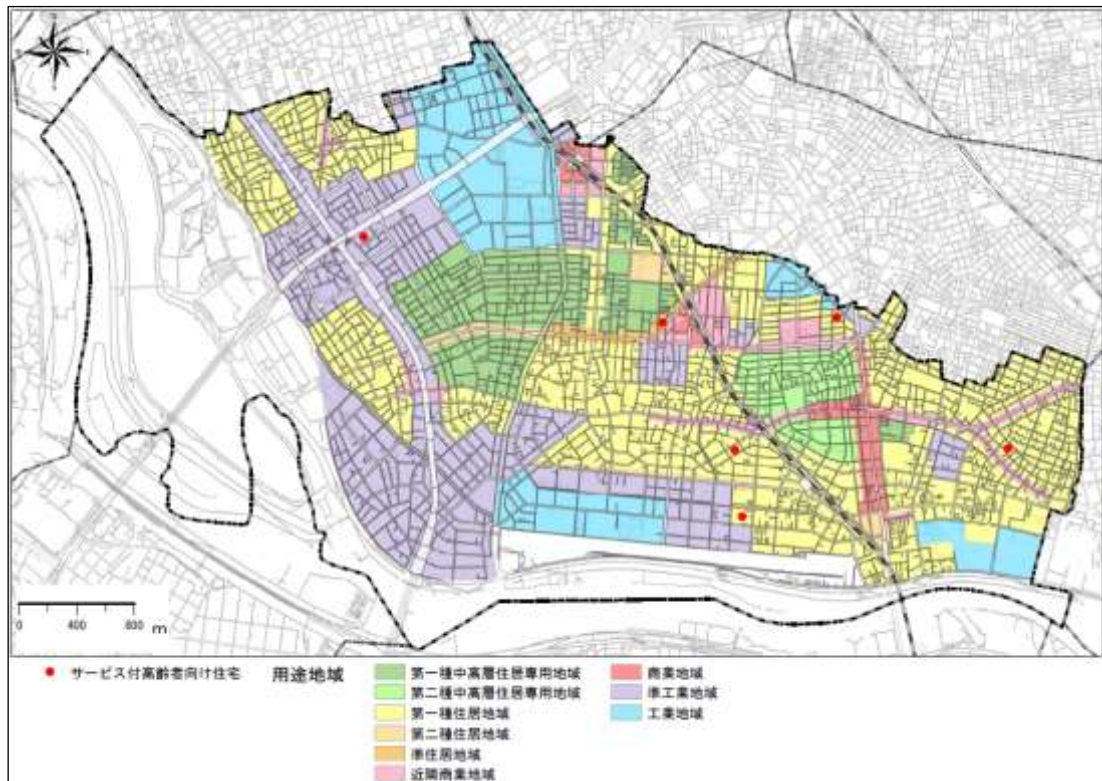 0 400 800 m
サービス付高齢者向け住宅
用途地域
第一種中高層住居専用地域
第二種中高層住居専用地域
第一種住居地域
第二種住居地域
準住居地域
近隣商業地域
商業地域
準工業地域
工業地域